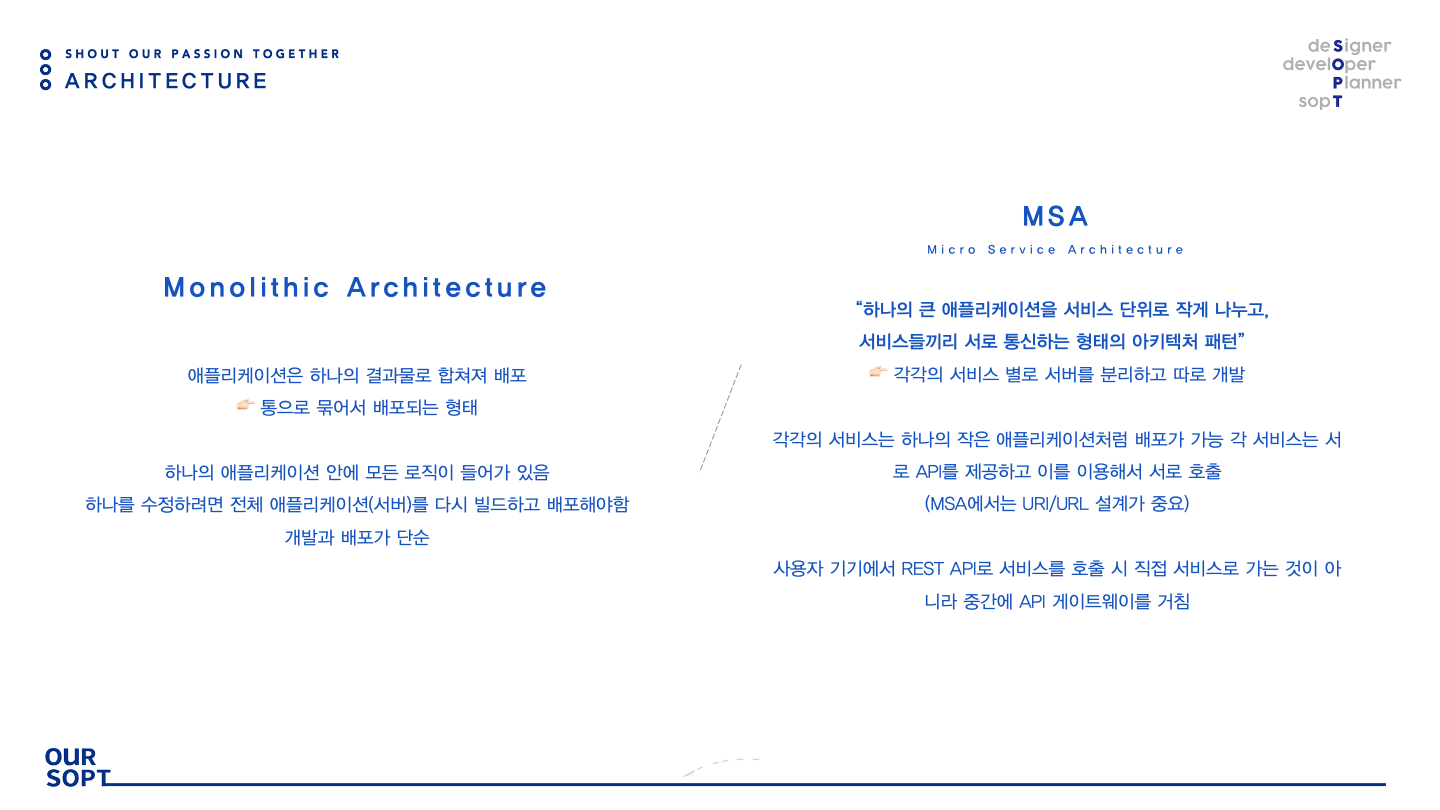 SHOUT OUR PASSION TOGETHER
ARCHITECTURE
deSigner
develOper
Planner
sopT
Monolithic Architecture
애플리케이션은 하나의 결과물로 합쳐져 배포
👉🏻 통으로 묶어서 배포되는 형태
하나의 애플리케이션 안에 모든 로직이 들어가 있음
하나를 수정하려면 전체 애플리케이션(서버)를 다시 빌드하고 배포해야함
개발과 배포가 단순
MSA
Micro Service Architecture
“하나의 큰 애플리케이션을 서비스 단위로 작게 나누고,
서비스들끼리 서로 통신하는 형태의 아키텍처 패턴”
👉🏻 각각의 서비스 별로 서버를 분리하고 따로 개발
각각의 서비스는 하나의 작은 애플리케이션처럼 배포가 가능 각 서비스는 서
로 API를 제공하고 이를 이용해서 서로 호출
(MSA에서는 URI/URL 설계가 중요)
사용자 기기에서 REST API로 서비스를 호출 시 직접 서비스로 가는 것이 아
니라 중간에 API 게이트웨이를 거침
OUR
SOPT